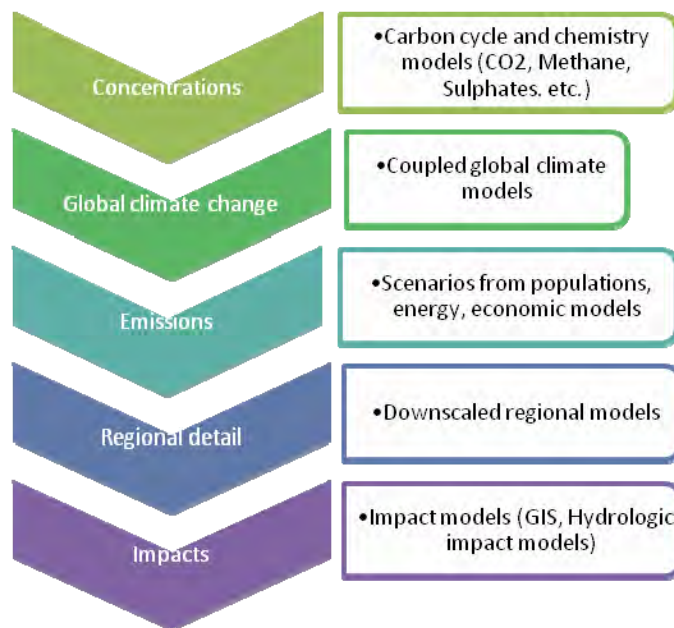 Concentrations
•Carbon cycle and chemistry
models (CO2, Methane,
Sulphates. etc.)
Global climate change
•Coupled global climate
models
Emissions
•Scenarios from populations,
energy, economic models
Regional detail
•Downscaled regional models
Impacts
•Impact models (GIS, Hydrologic
impact models)